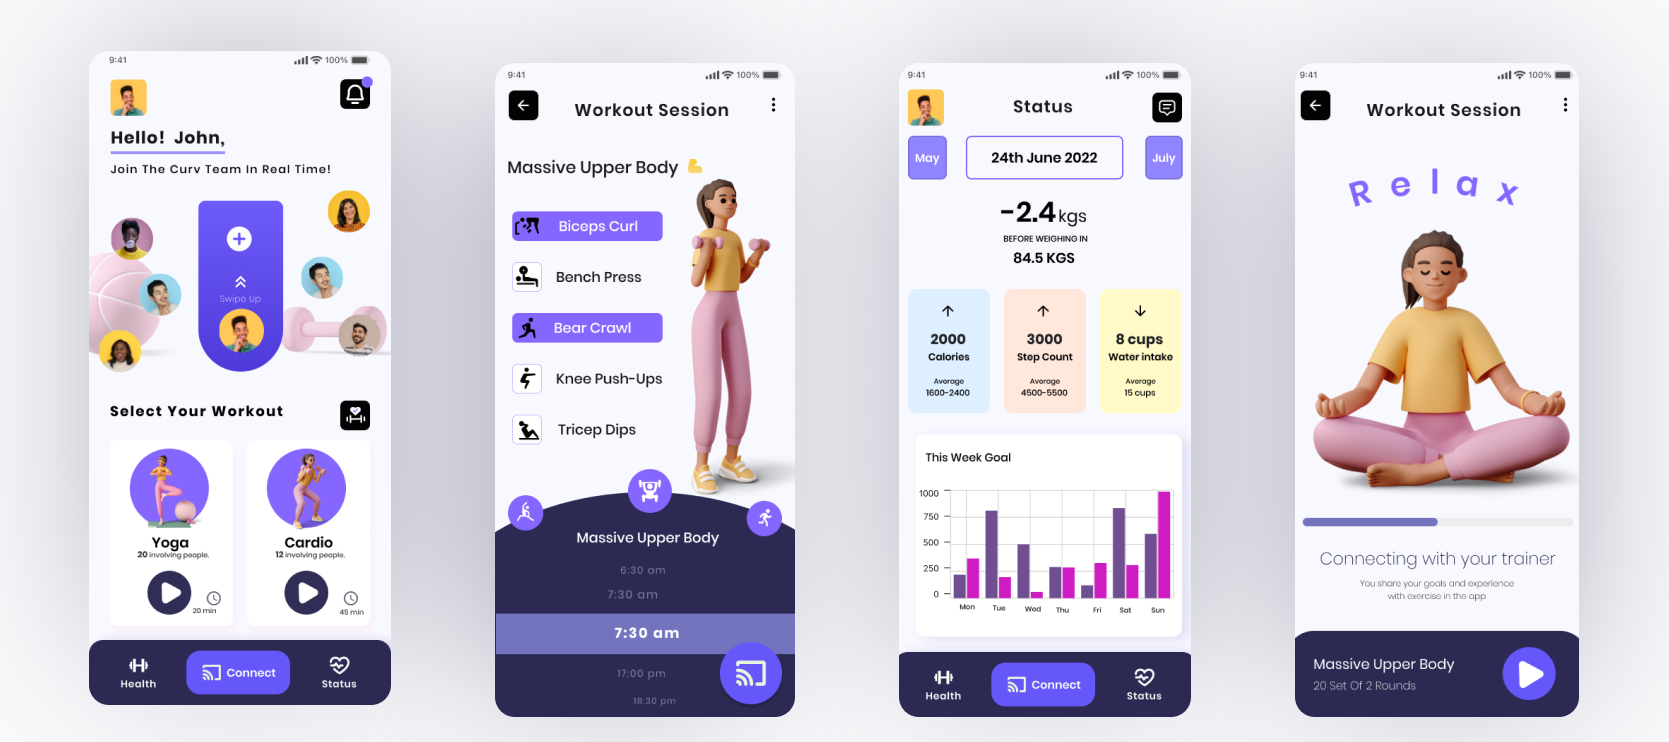 9:41
100%
Hello! John,
Join The Curv Team In Real Time!
Swipe Up
Select Your Workout
Yoga
20 involving people.
20 min
Cardio
12 involving people.
45 min
Health
Connect
Status
9:41
100%
Workout Session
Massive Upper Body
Biceps Curl
Bench Press
Bear Crawl
Knee Push-Ups
Tricep Dips
Massive Upper Body
6:30 am
7:30 am
7:30 am
17:00 pm
18:30 pm
9:41
100%
Status
May
24th June 2022
July
-2.4 kgs
BEFORE WEIGHING IN
84.5 KGS
2000
Calories
Average
1600-2400
3000
Step Count
Average
4500-5500
8 cups
Water intake
Average
15 cups
This Week Goal
1000
750
500
250
0
Mon Tue Wed Thu Fri Sat Sun
Health
Connect
Status
9:41
100%
Workout Session
Relax
Connecting with your trainer
You share your goals and experience
with exercise in the app
Massive Upper Body
20 Set Of 2 Rounds